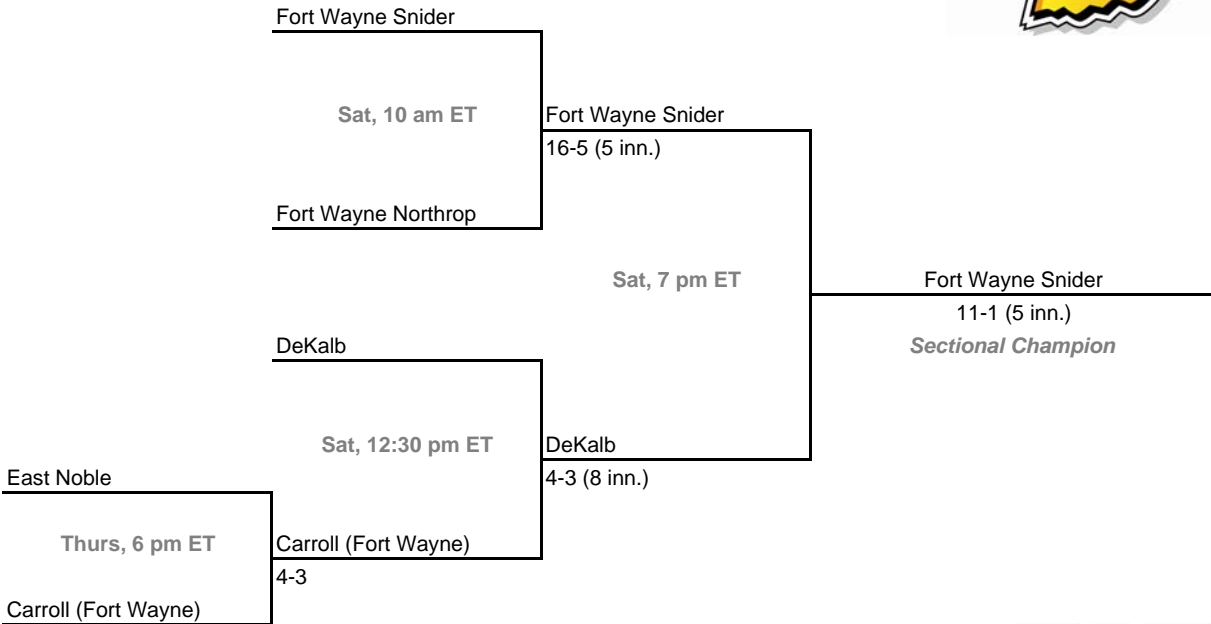 Fort Wayne Snider
Sat, 10 am ET
Fort Wayne Snider
16-5 (5 inn.)
Fort Wayne Northrop
Sat, 7 pm ET
Fort Wayne Snider
11-1 (5 inn.)
Sectional Champion
DeKalb
Sat, 12:30 pm ET
DeKalb
4-3 (8 inn.)
East Noble
Thurs, 6 pm ET
Carroll (Fort Wayne)
4-3
Carroll (Fort Wayne)